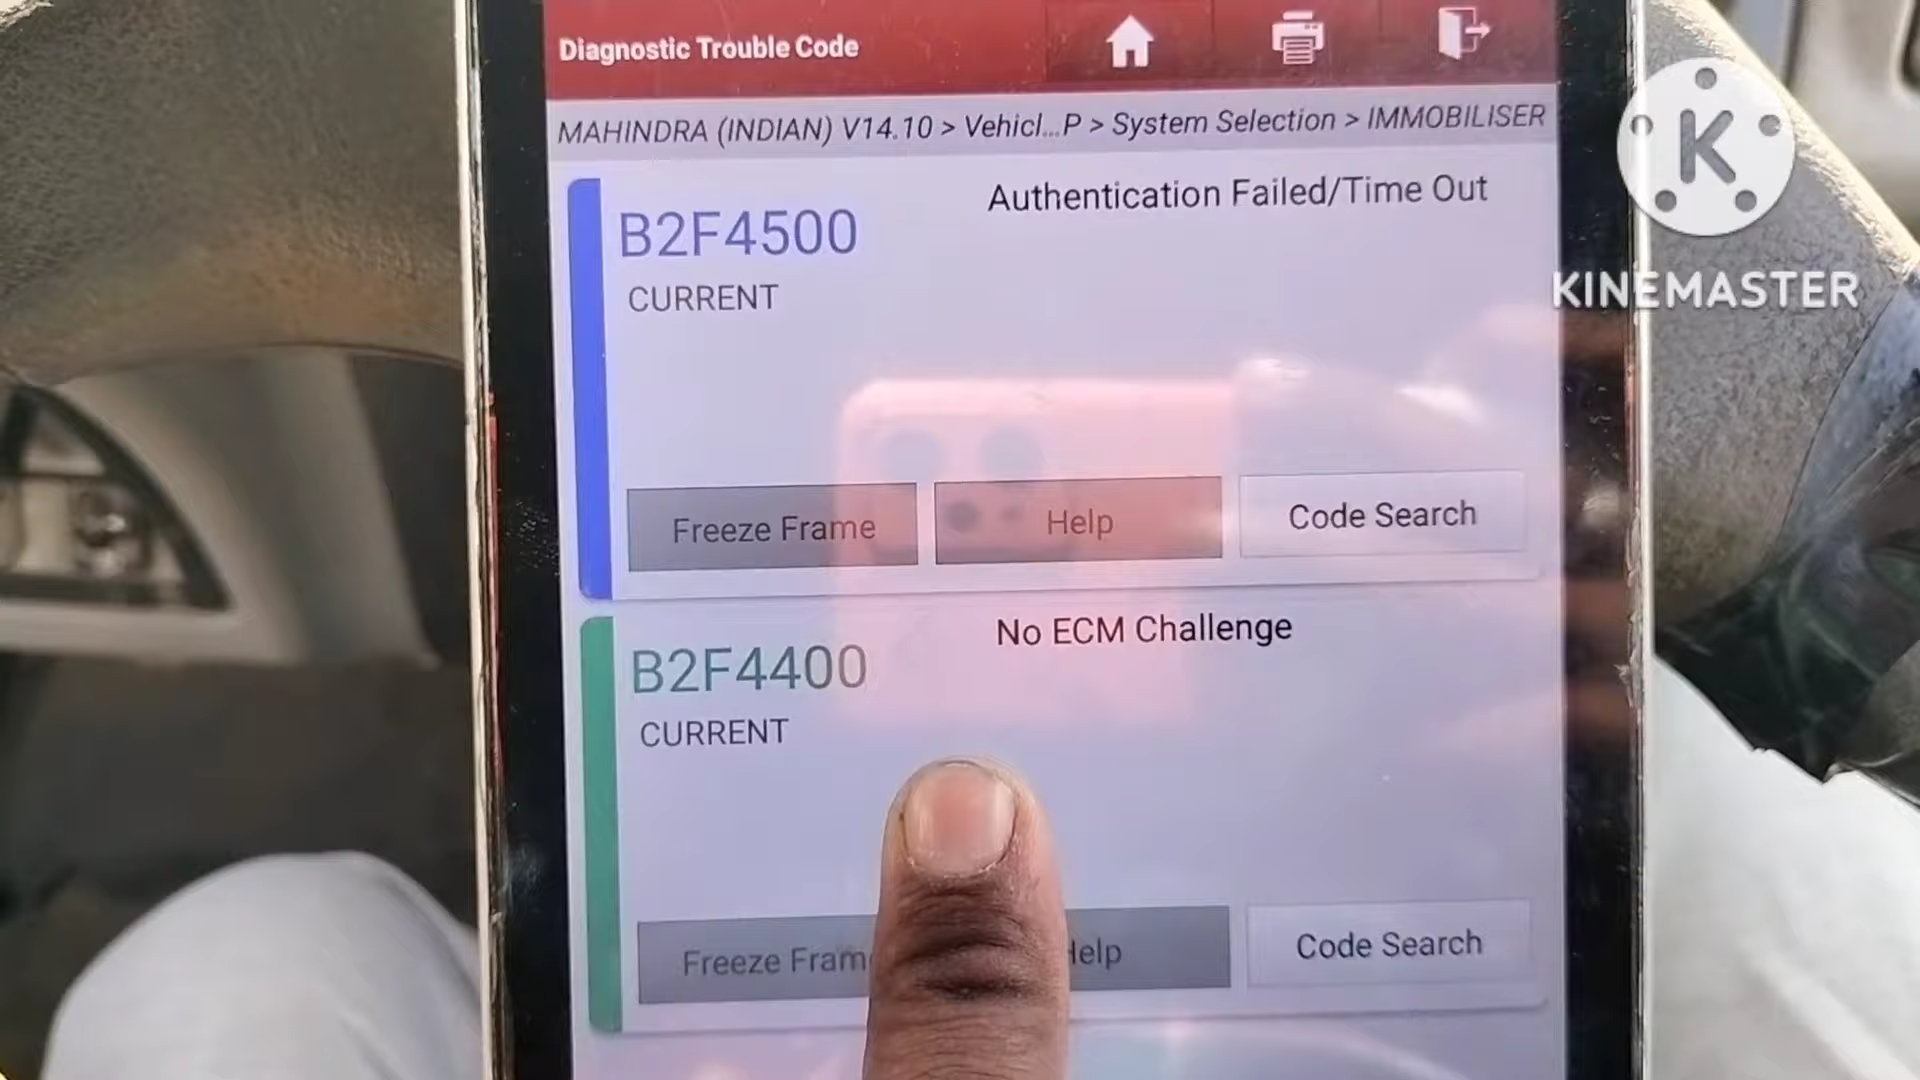 Diagnostic Trouble Code
MAHINDRA (INDIAN) V14.10 > Vehicl...P > System Selection > IMMOBILISER
B2F4500
Authentication Failed/Time Out
CURRENT
Freeze Frame
Help
Code Search
B2F4400
No ECM Challenge
CURRENT
Freeze Fram
Help
Code Search
K
KINEMASTER